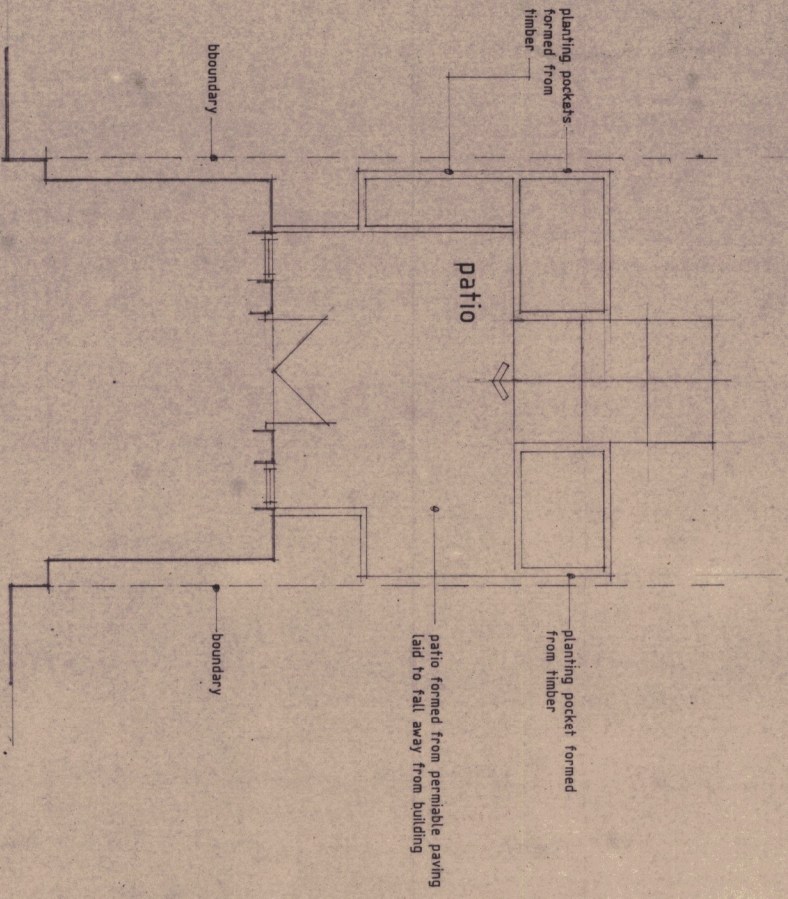 planting pockets
formed from
timber
bboundary
patio
planting pocket formed
from timber
patio formed from permiable paving
laid to fall away from building
boundary